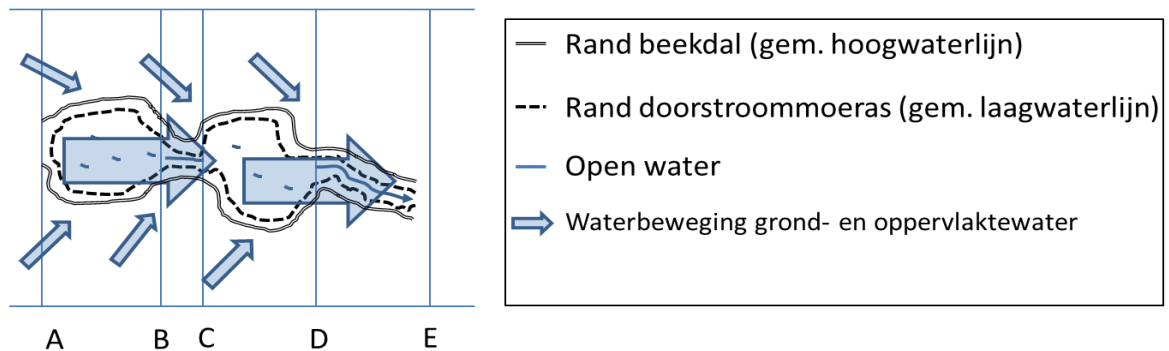 Rand beekdal (gem. hoogwaterlijn)
Rand doorstroommoeras (gem. laagwaterlijn)
Open water
Waterbeweging grond- en oppervlaktewater
A B C D E